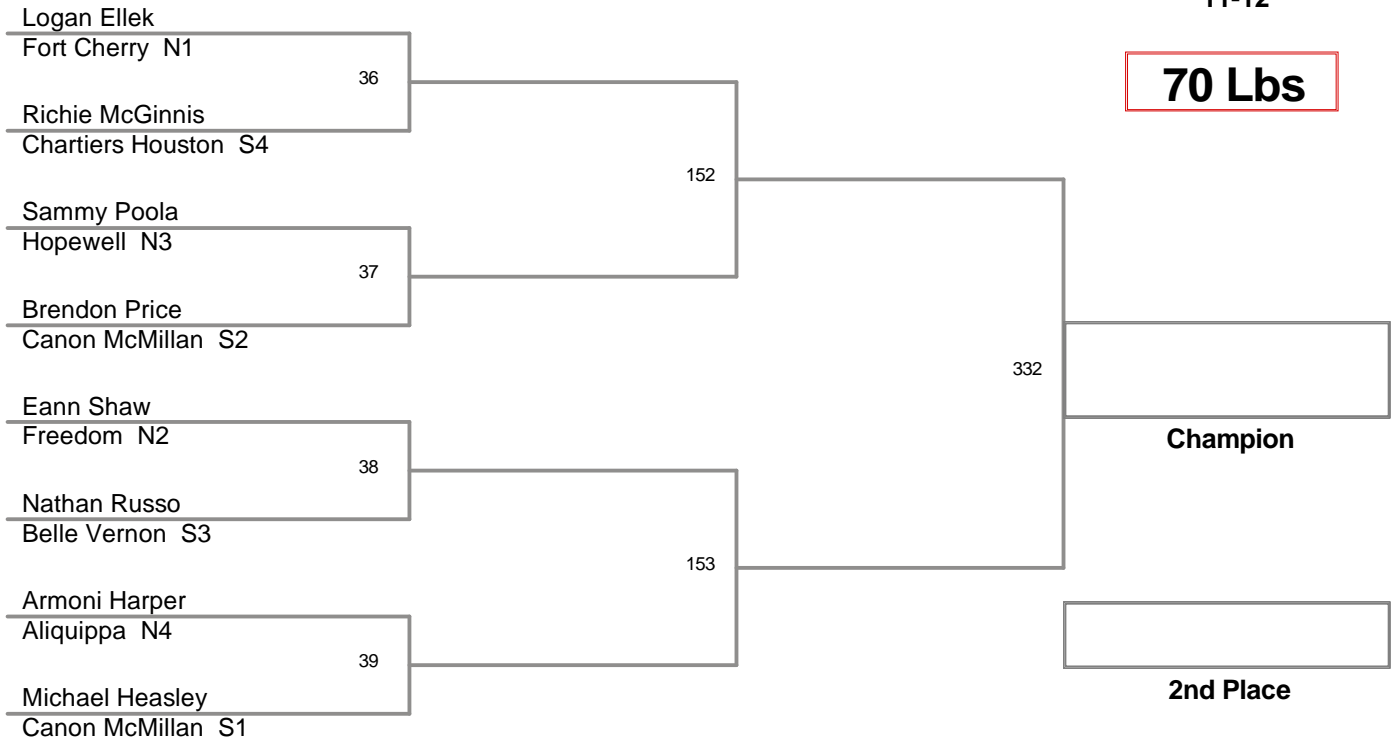 11-12
70 Lbs
Logan Ellek
Fort Cherry N1
36
Richie McGinnis
Chartiers Houston S4
152
Sammy Poola
Hopewell N3
37
Brendon Price
Canon McMillan S2
332
Eann Shaw
Freedom N2
Champion
38
Nathan Russo
Belle Vernon S3
153
Armoni Harper
Aliquippa N4
39
2nd Place
Michael Heasley
Canon McMillan S1